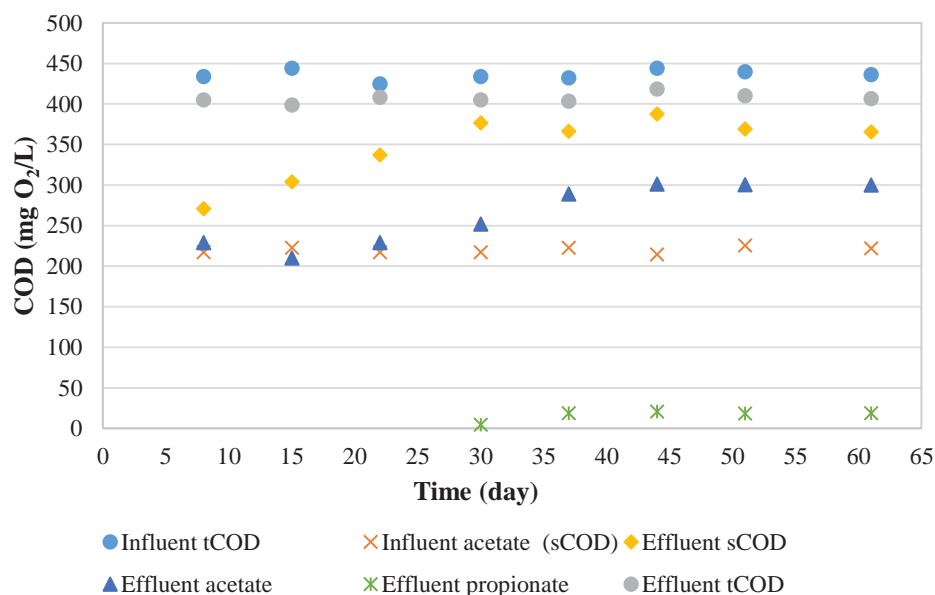 500
450
400
350
300
250
200
150
100
50
0
COD (mg O₂/L)
0 5 10 15 20 25 30 35 40 45 50 55 60 65
Time (day)
Influent tCOD Influent acetate (sCOD) Effluent sCOD
Effluent acetate Effluent propionate Effluent tCOD